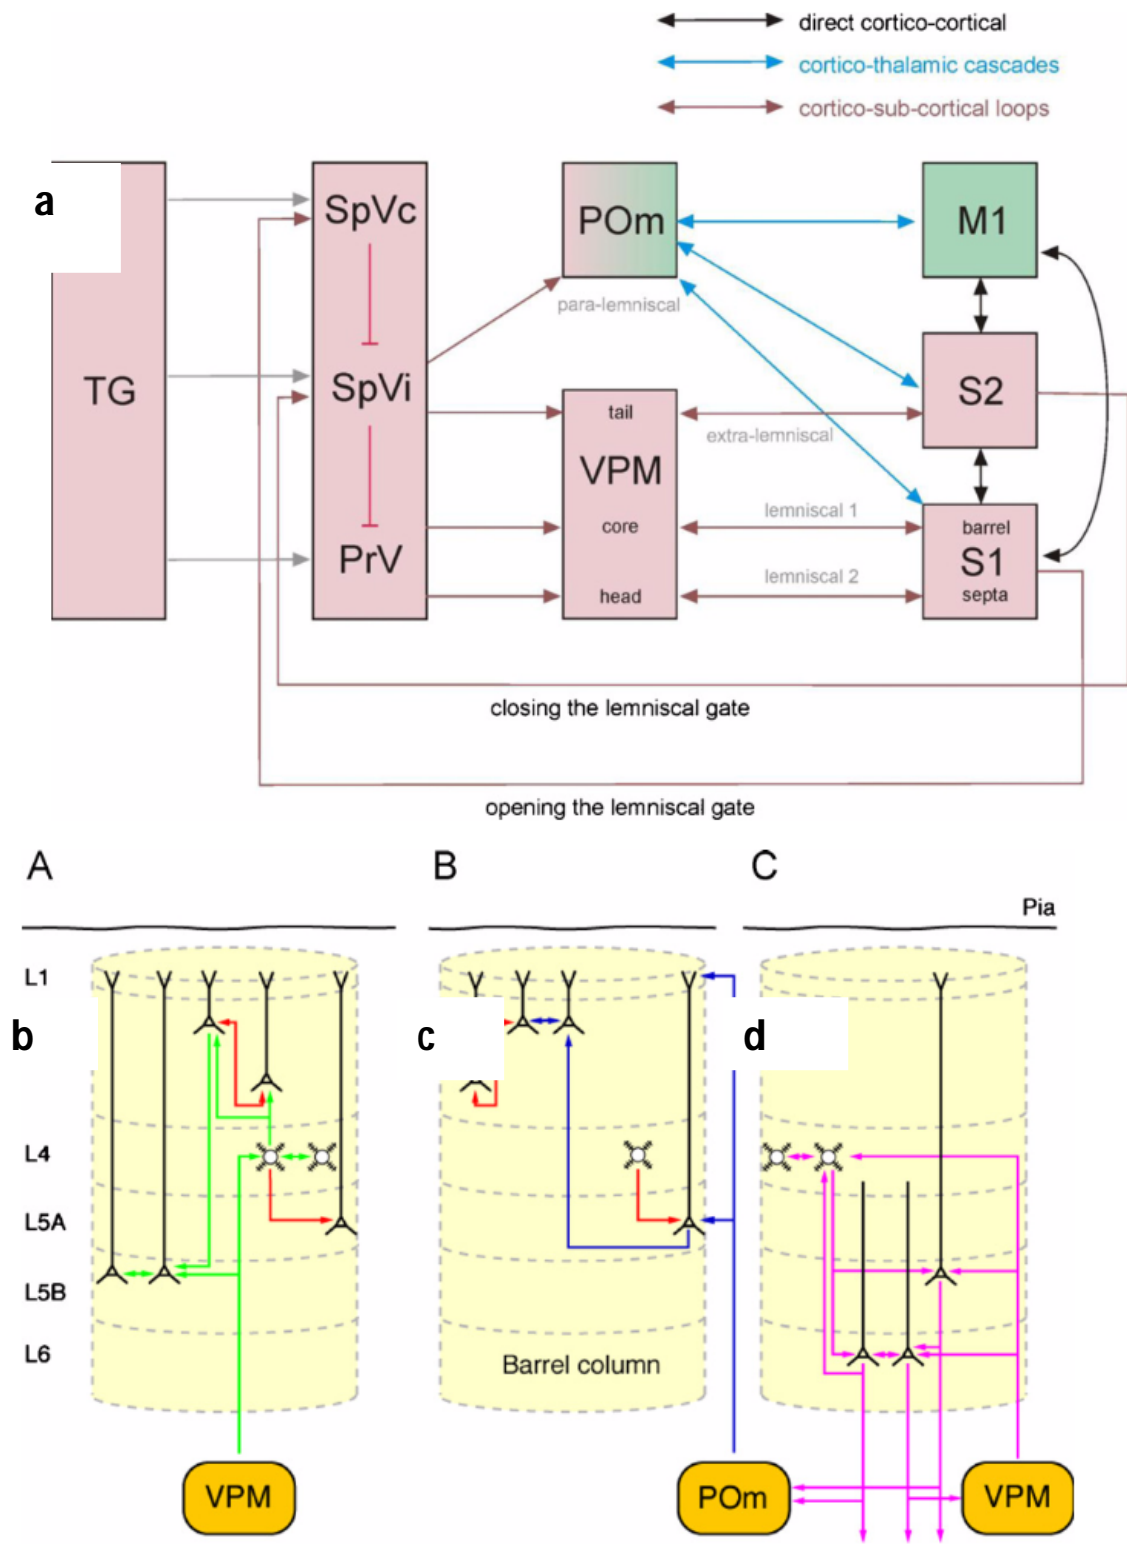 direct cortico-cortical
cortico-thalamic cascades
cortico-sub-cortical loops
a
TG
SpVc
SpVi
PrV
POm
para-lemniscal
M1
S2
tail
VPM
core
head
extra-lemniscal
lemniscal 1
lemniscal 2
barrel
S1
septa
closing the lemniscal gate
opening the lemniscal gate
A
B
C
Pia
L1
b
c
d
L4
L5A
L5B
L6
Barrel column
VPM
POm
VPM